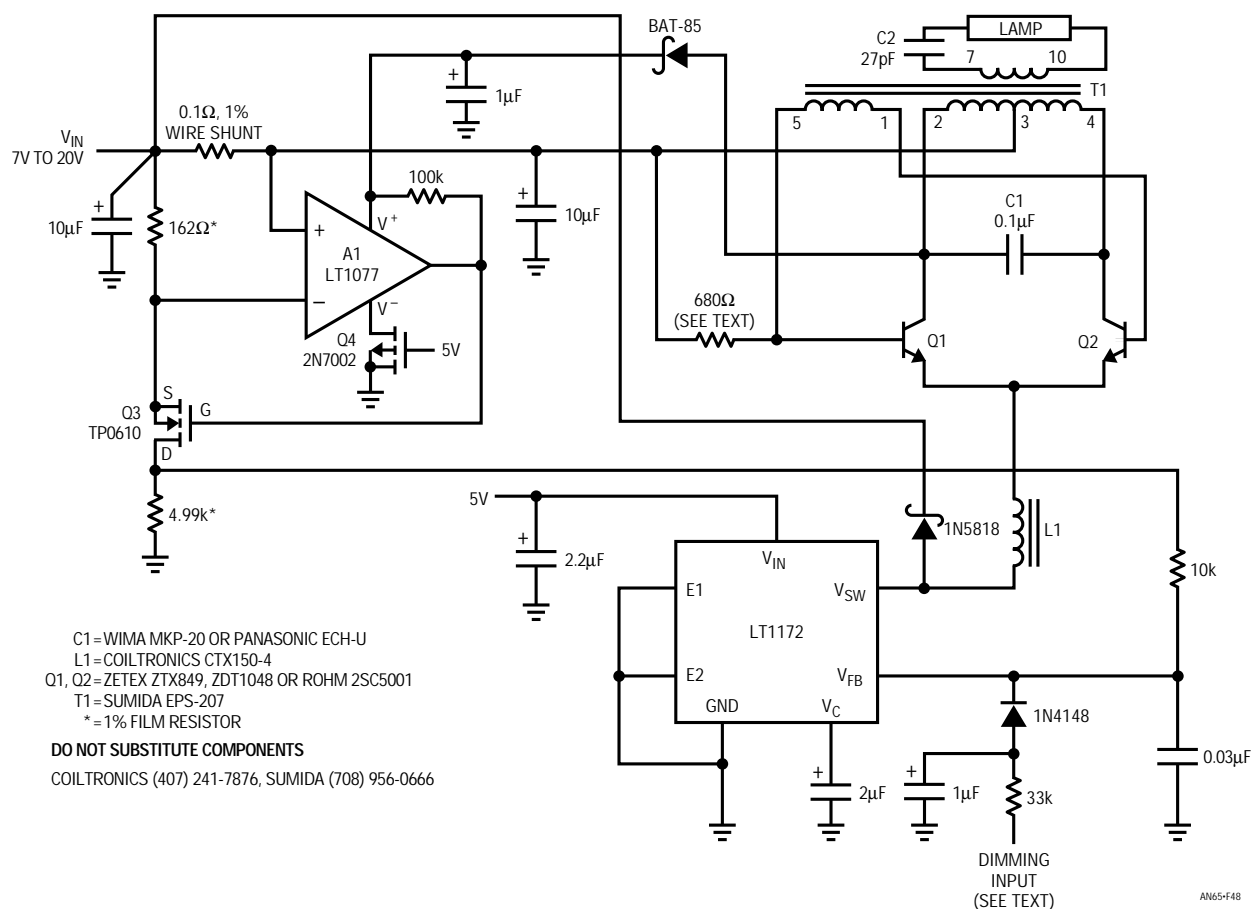 BAT-85
C2
27pF
LAMP
7
10
T1
+
1µF
0.1Ω, 1%
WIRE SHUNT
5
1
2
3
4
VIN
7V TO 20V
100k
+
10µF
162Ω*
+
V+
A1
LT1077
–
V–
+
10µF
C1
0.1µF
680Ω
(SEE TEXT)
Q1
Q2
Q4
2N7002
5V
S
Q3
TP0610
G
D
4.99k*
5V
+
2.2µF
1N5818
L1
10k
VIN
E1
VSW
LT1172
E2
VFB
GND
VC
1N4148
0.03µF
+
2µF
+
1µF
33k
DIMMING
INPUT
(SEE TEXT)
C1 = WIMA MKP-20 OR PANASONIC ECH-U
L1 = COILTRONICS CTX150-4
Q1, Q2 = ZETEX ZTX849, ZDT1048 OR ROHM 2SC5001
T1 = SUMIDA EPS-207
* = 1% FILM RESISTOR
DO NOT SUBSTITUTE COMPONENTS
COILTRONICS (407) 241-7876, SUMIDA (708) 956-0666
AN65•F48